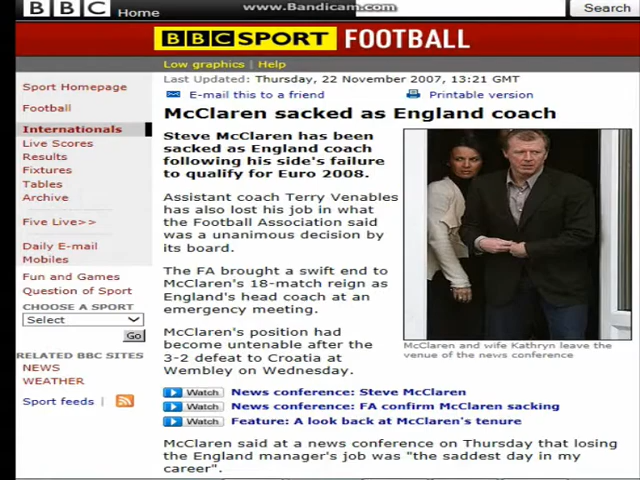 BBC Home
www.Bandicam.com
Search
BBC SPORT FOOTBALL
Low graphics | Help
Last Updated: Thursday, 22 November 2007, 13:21 GMT
E-mail this to a friend
Printable version
Sport Homepage
Football
Internationals
Live Scores
Results
Fixtures
Tables
Archive
Five Live>>
Daily E-mail
Mobiles
Fun and Games
Question of Sport
CHOOSE A SPORT
Select
Go
RELATED BBC SITES
NEWS
WEATHER
Sport feeds
McClaren sacked as England coach
Steve McClaren has been
sacked as England coach
following his side's failure
to qualify for Euro 2008.
Assistant coach Terry Venables
has also lost his job in what
the Football Association said
was a unanimous decision by
its board.
The FA brought a swift end to
McClaren's 18-match reign as
England's head coach at an
emergency meeting.
McClaren's position had
become untenable after the
3-2 defeat to Croatia at
Wembley on Wednesday.
McClaren and wife Kathryn leave the
venue of the news conference
Watch News conference: Steve McClaren
Watch News conference: FA confirm McClaren sacking
Watch Feature: A look back at McClaren's tenure
McClaren said at a news conference on Thursday that losing
the England manager's job was "the saddest day in my
career".